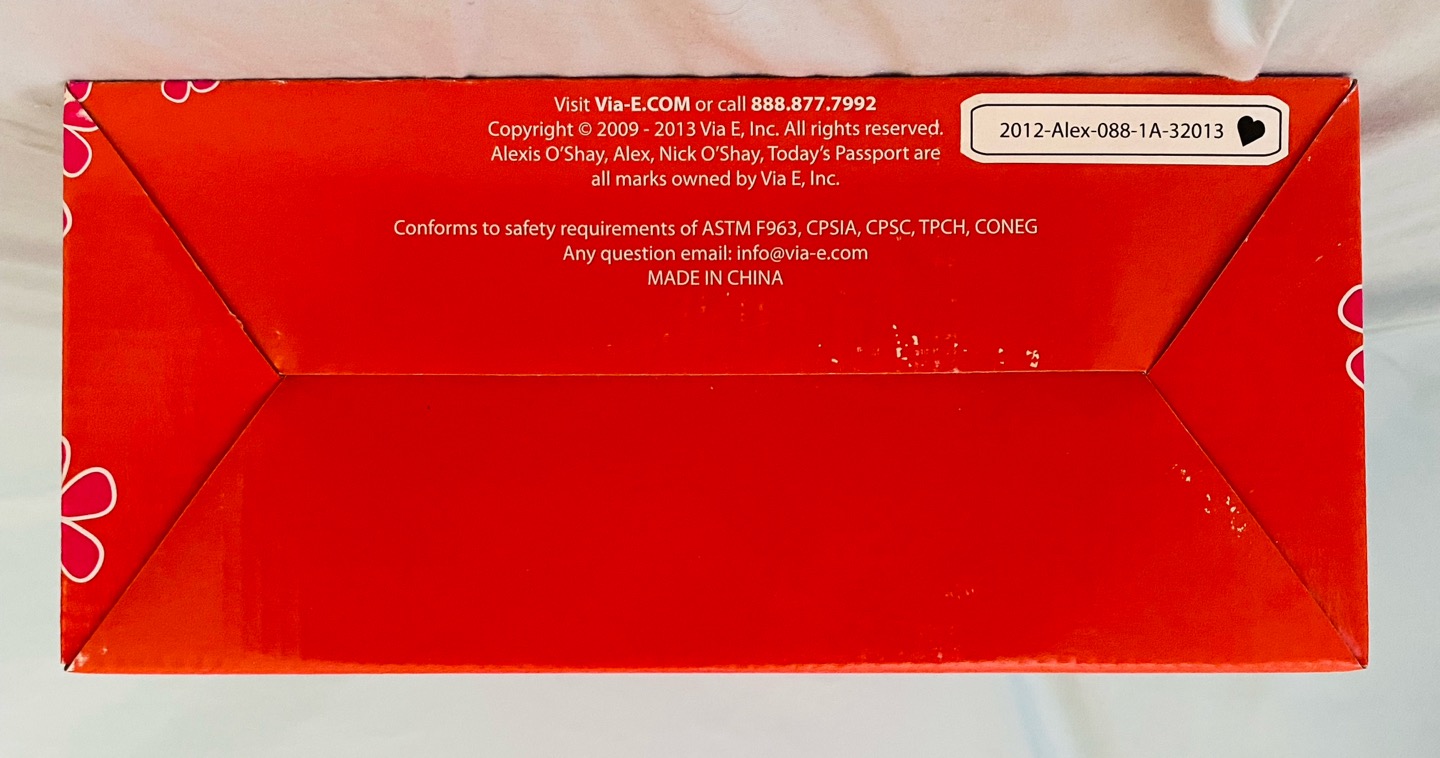 Visit Via-E.COM or call 888.877.7992
Copyright © 2009 - 2013 Via E, Inc. All rights reserved.
Alexis O'Shay, Alex, Nick O'Shay, Today's Passport are
all marks owned by Via E, Inc.
2012-Alex-088-1A-32013
Conforms to safety requirements of ASTM F963, CPSIA, CPSC, TPCH, CONEG
Any question email: info@via-e.com
MADE IN CHINA